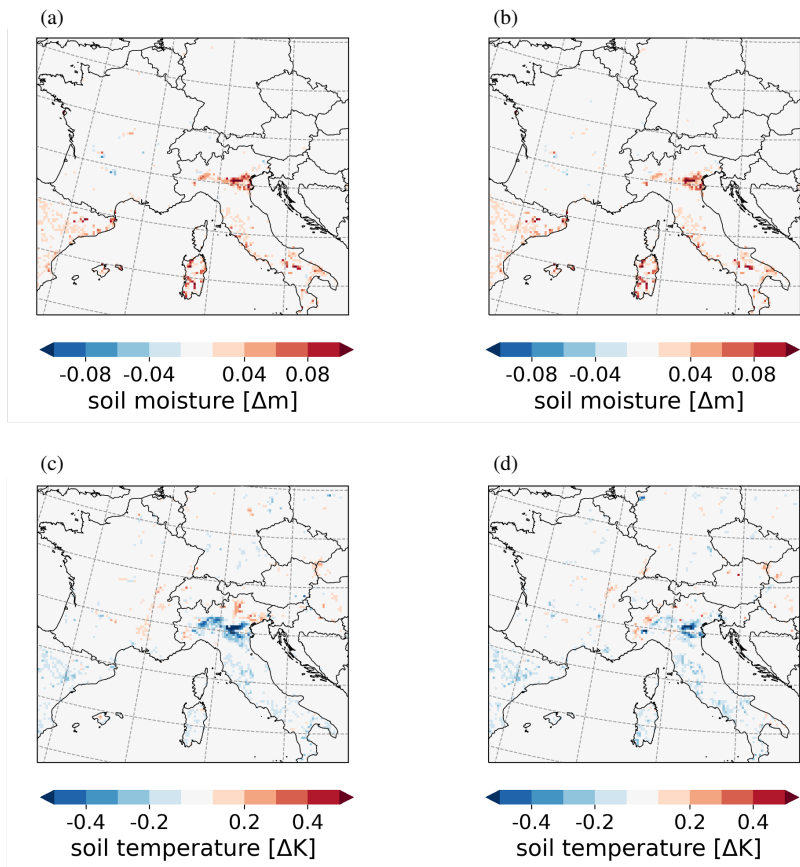 (a) (b)
-0.08 -0.04 0.04 0.08 -0.08 -0.04 0.04 0.08
soil moisture [Δm] soil moisture [Δm]
(c) (d)
-0.4 -0.2 0.2 0.4 -0.4 -0.2 0.2 0.4
soil temperature [ΔK] soil temperature [ΔK]